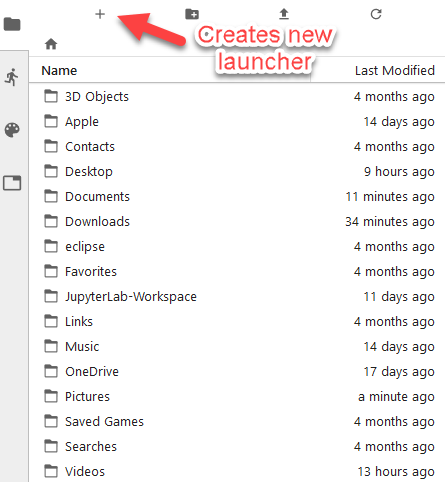 Creates new
launcher
Name Last Modified
3D Objects 4 months ago
Apple 14 days ago
Contacts 4 months ago
Desktop 9 hours ago
Documents 11 minutes ago
Downloads 34 minutes ago
eclipse 4 months ago
Favorites 4 months ago
JupyterLab-Workspace 11 days ago
Links 4 months ago
Music 14 days ago
OneDrive 17 days ago
Pictures a minute ago
Saved Games 4 months ago
Searches 4 months ago
Videos 13 hours ago